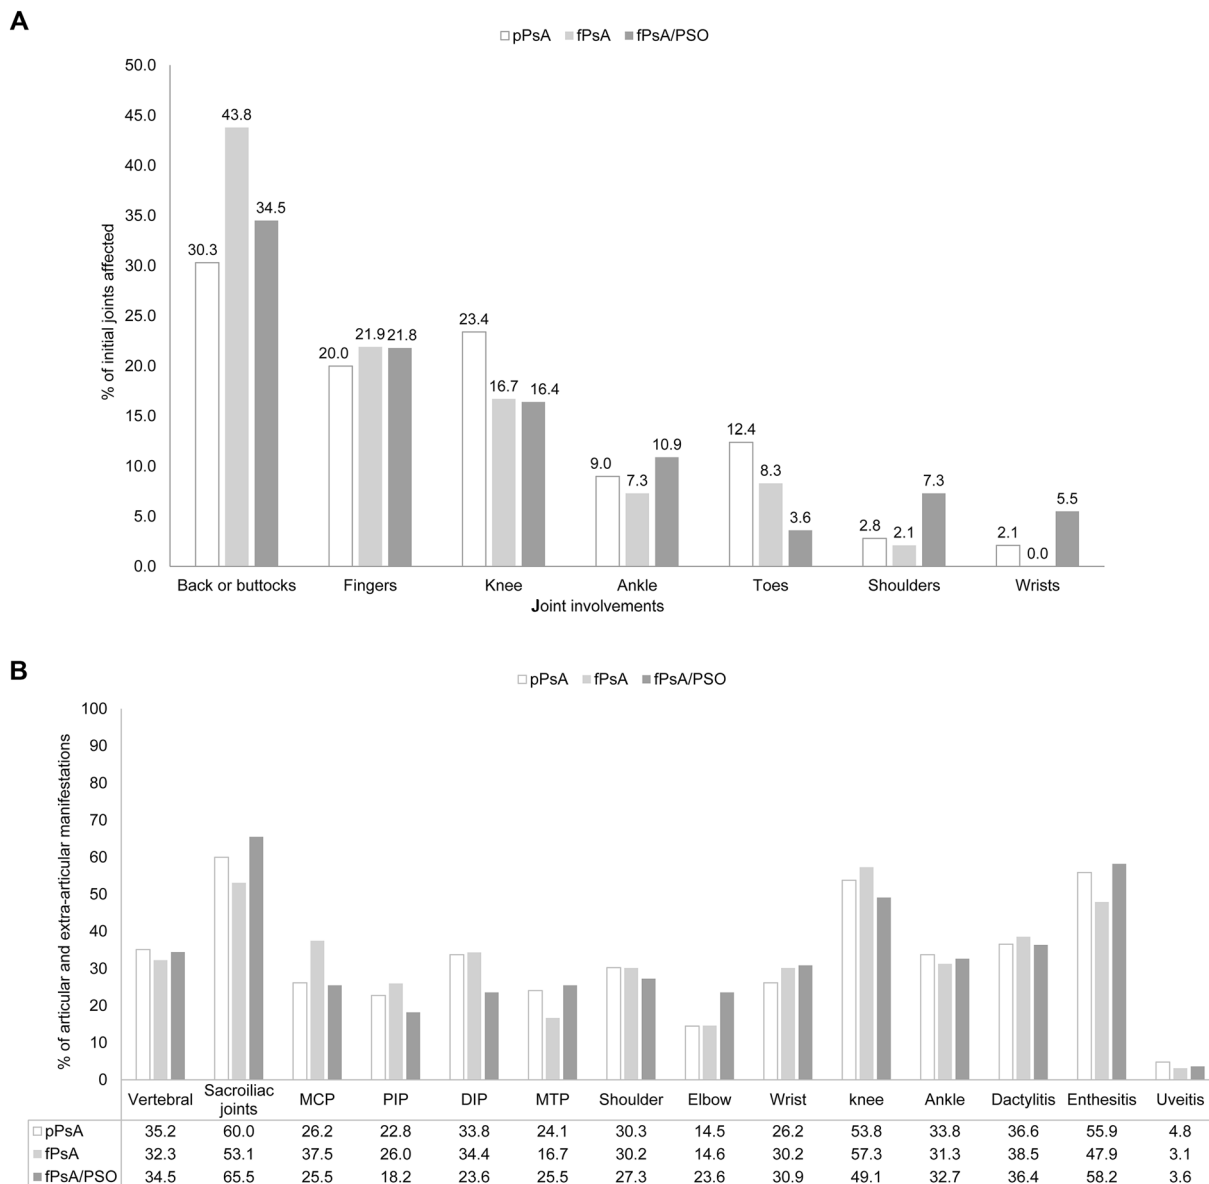 A
pPsA fPsA fPsA/PSO
% of initial joints affected
50.0
45.0
40.0
35.0
30.0
25.0
20.0
15.0
10.0
5.0
0.0
30.3 43.8 34.5
20.0 21.9 21.8
23.4 16.7 16.4
9.0 7.3 10.9
12.4 8.3 3.6
2.8 2.1 7.3
2.1 0.0 5.5
Back or buttocks Fingers Knee Ankle Toes Shoulders Wrists
Joint involvements
B
pPsA fPsA fPsA/PSO
% of articular and extra-articular manifestations
100
90
80
70
60
50
40
30
20
10
0
Vertebral Sacroiliac joints MCP PIP DIP MTP Shoulder Elbow Wrist knee Ankle Dactylitis Enthesitis Uveitis
pPsA 35.2 60.0 26.2 22.8 33.8 24.1 30.3 14.5 26.2 53.8 33.8 36.6 55.9 4.8
fPsA 32.3 53.1 37.5 26.0 34.4 16.7 30.2 14.6 30.2 57.3 31.3 38.5 47.9 3.1
fPsA/PSO 34.5 65.5 25.5 18.2 23.6 25.5 27.3 23.6 30.9 49.1 32.7 36.4 58.2 3.6